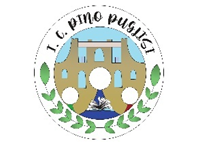 I. C. PINO PUGLISI